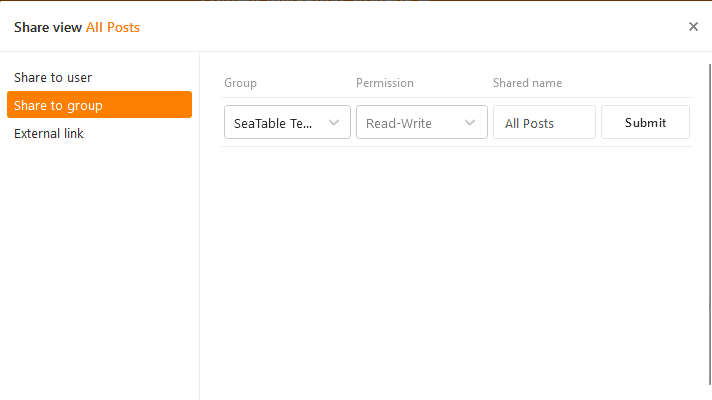 Share view All Posts
Share to user
Share to group
External link
Group Permission Shared name
SeaTable Te... Read-Write All Posts Submit